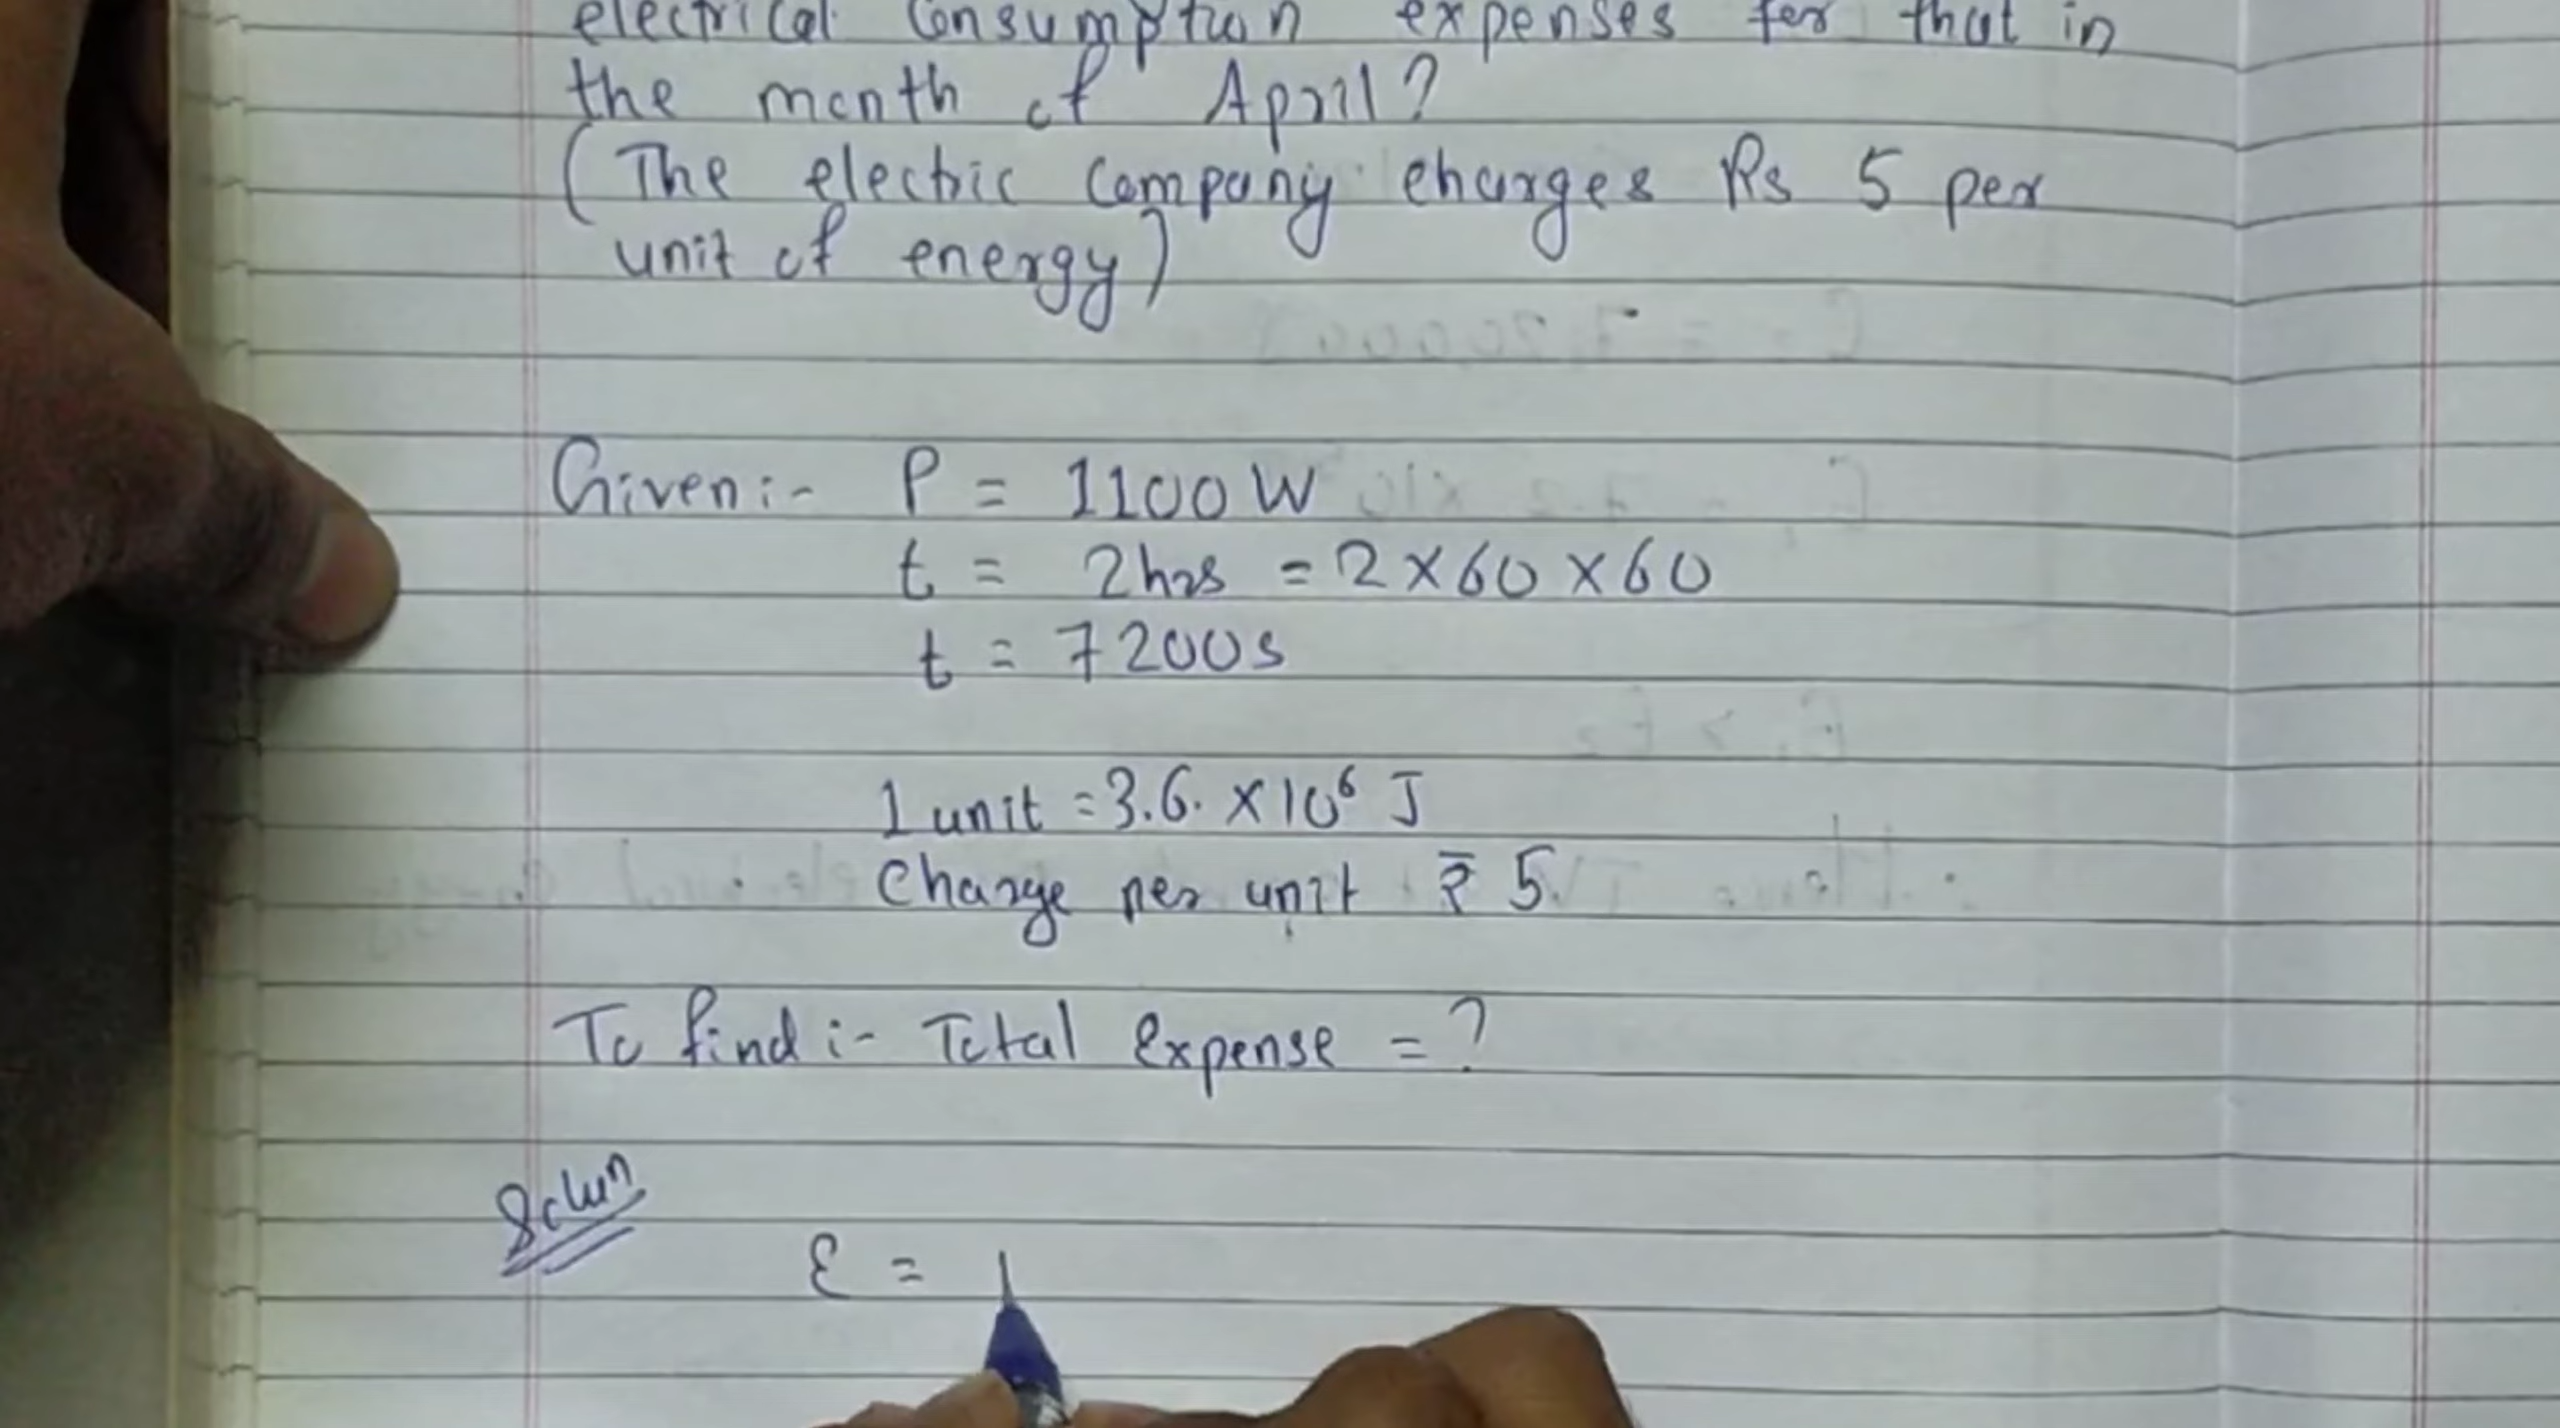 electrical consumption expenses for that in
the month of April?
(The electric company charges Rs 5 per
unit of energy)
Given:- P = 1100 W
t = 2hrs = 2 × 60 × 60
t = 7200s
1 unit = 3.6. × 10⁶ J
Charge per unit ₹ 5.
To find:- Total expense = ?
Solun
E =